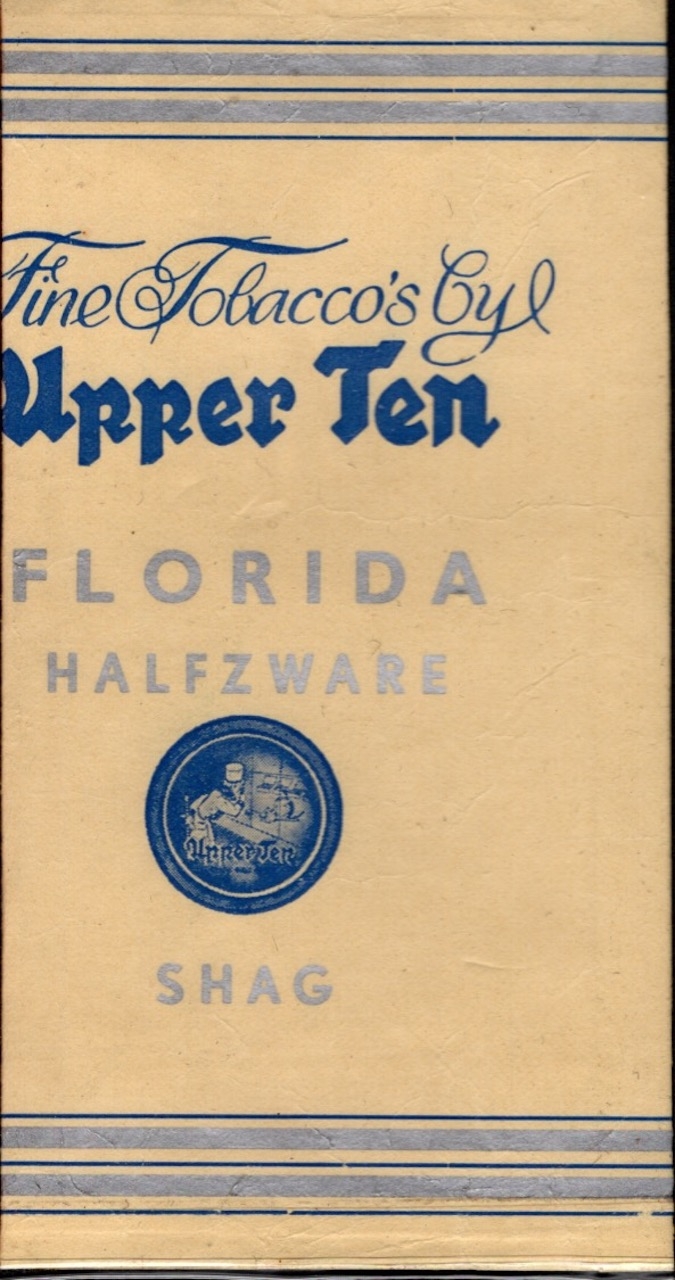 Fine Tobacco's by
Upper Ten
FLORIDA
HALFZWARE
Upper Ten
SHAG